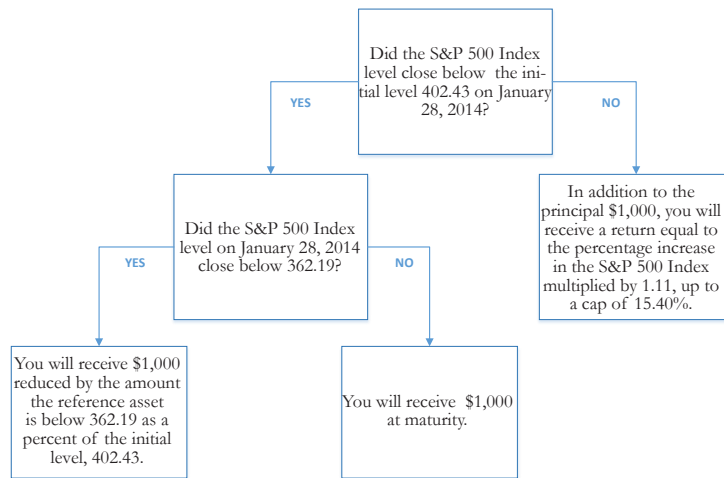 Did the S&P 500 Index
level close below the ini-
tial level 402.43 on January
28, 2014?
YES
NO
Did the S&P 500 Index
level on January 28, 2014
close below 362.19?
In addition to the
principal $1,000, you will
receive a return equal to
the percentage increase
in the S&P 500 Index
multiplied by 1.11, up to
a cap of 15.40%.
YES
NO
You will receive $1,000
reduced by the amount
the reference asset
is below 362.19 as a
percent of the initial
level, 402.43.
You will receive $1,000
at maturity.